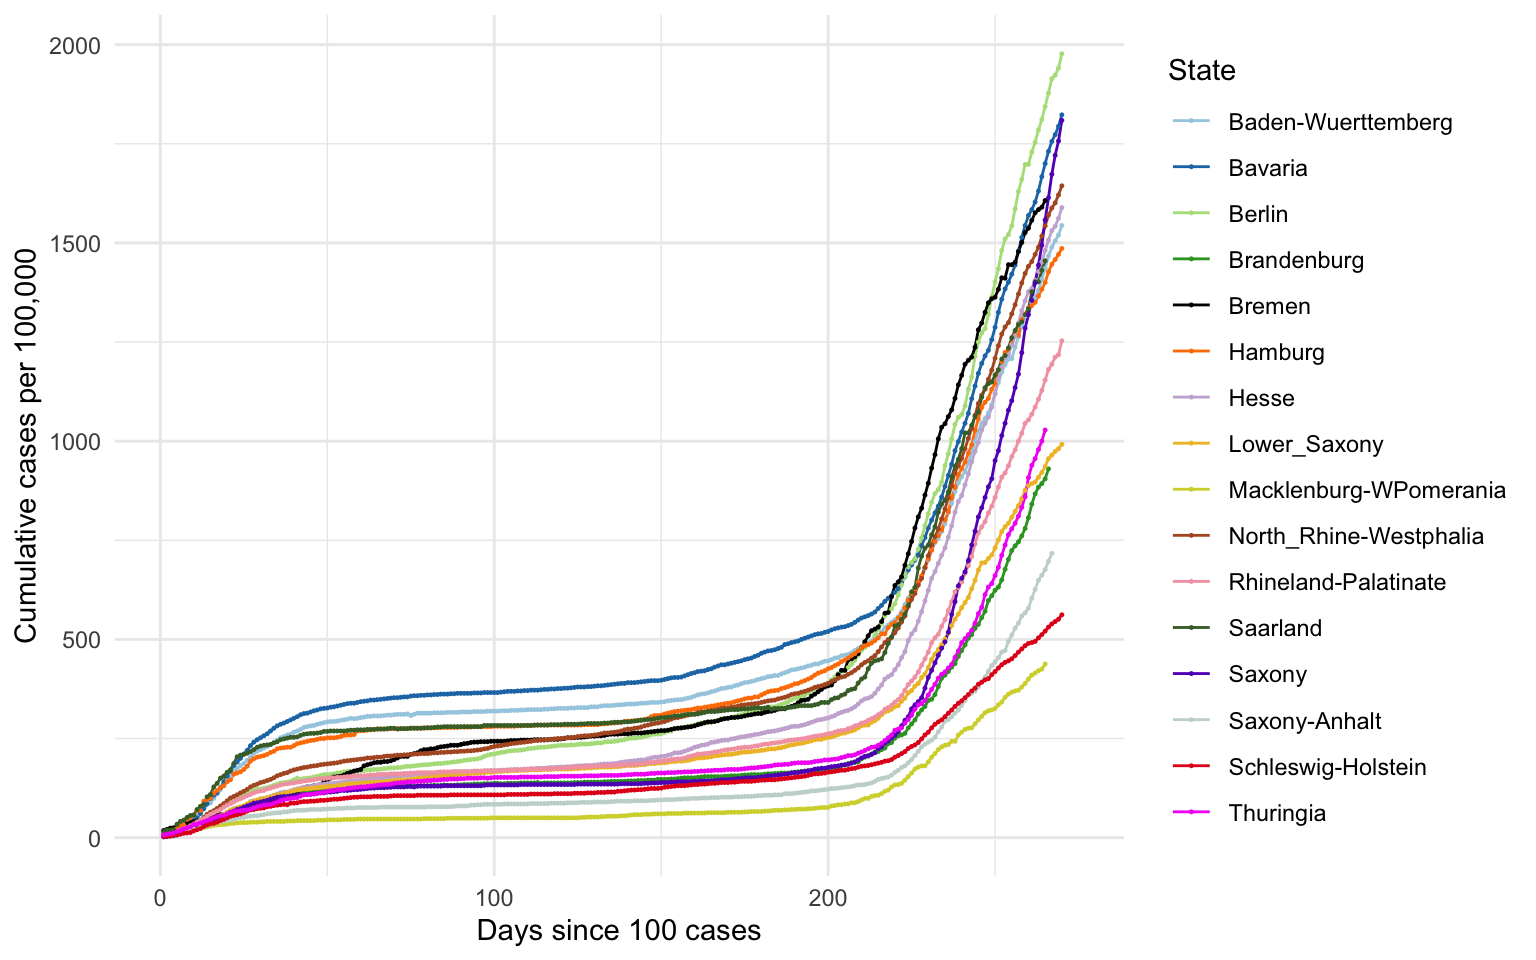 Cumulative cases per 100,000
2000
1500
1000
500
0
0 100 200
Days since 100 cases
State
Baden-Wuerttemberg
Bavaria
Berlin
Brandenburg
Bremen
Hamburg
Hesse
Lower_Saxony
Macklenburg-WPomerania
North_Rhine-Westphalia
Rhineland-Palatinate
Saarland
Saxony
Saxony-Anhalt
Schleswig-Holstein
Thuringia